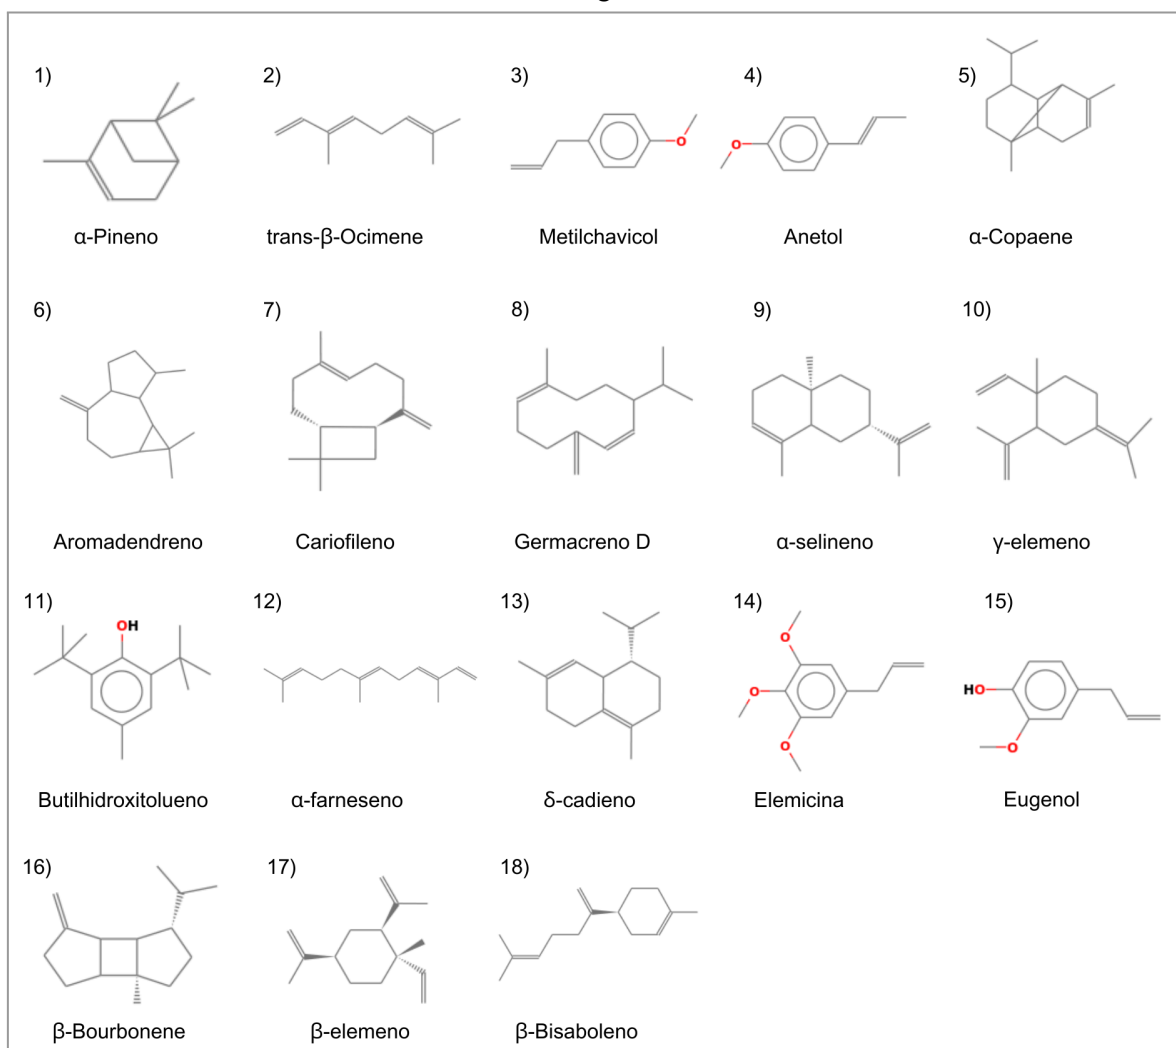 1) 2) 3) 4) 5)
O O
α-Pineno trans-β-Ocimene Metilchavicol Anetol α-Copaene
6) 7) 8) 9) 10)
Aromadendreno Cariofileno Germacreno D α-selineno γ-elemeno
11) 12) 13) 14) 15)
OH O
O HO
O O
Butilhidroxitolueno α-farneseno δ-cadieno Elemicina Eugenol
16) 17) 18)
β-Bourbonene β-elemeno β-Bisaboleno